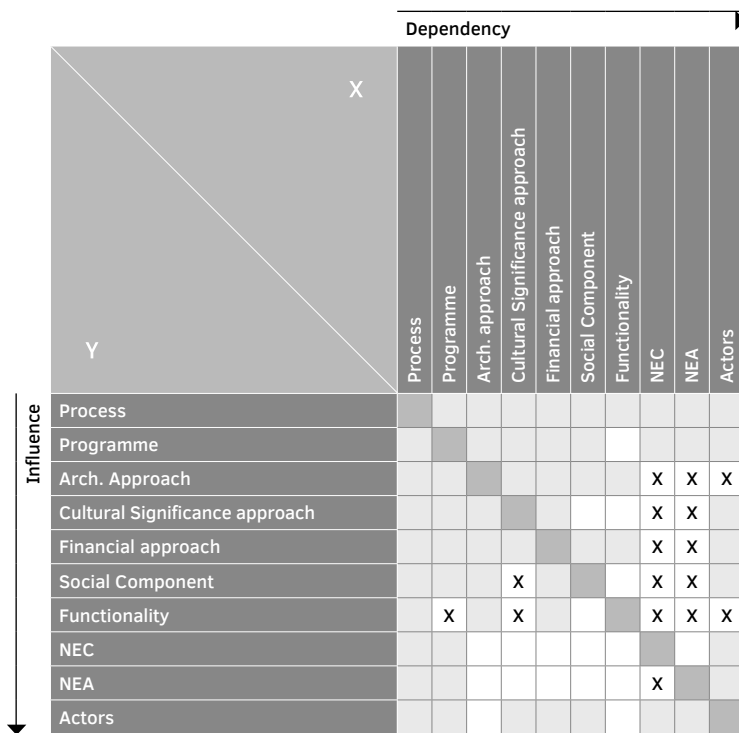 Dependency
X
Y
Process
Programme
Arch. approach
Cultural Significance approach
Financial approach
Social Component
Functionality
NEC
NEA
Actors
Influence
Process
Programme
Arch. Approach X X X
Cultural Significance approach X X
Financial approach X X
Social Component X X X
Functionality X X X X X
NEC
NEA X
Actors